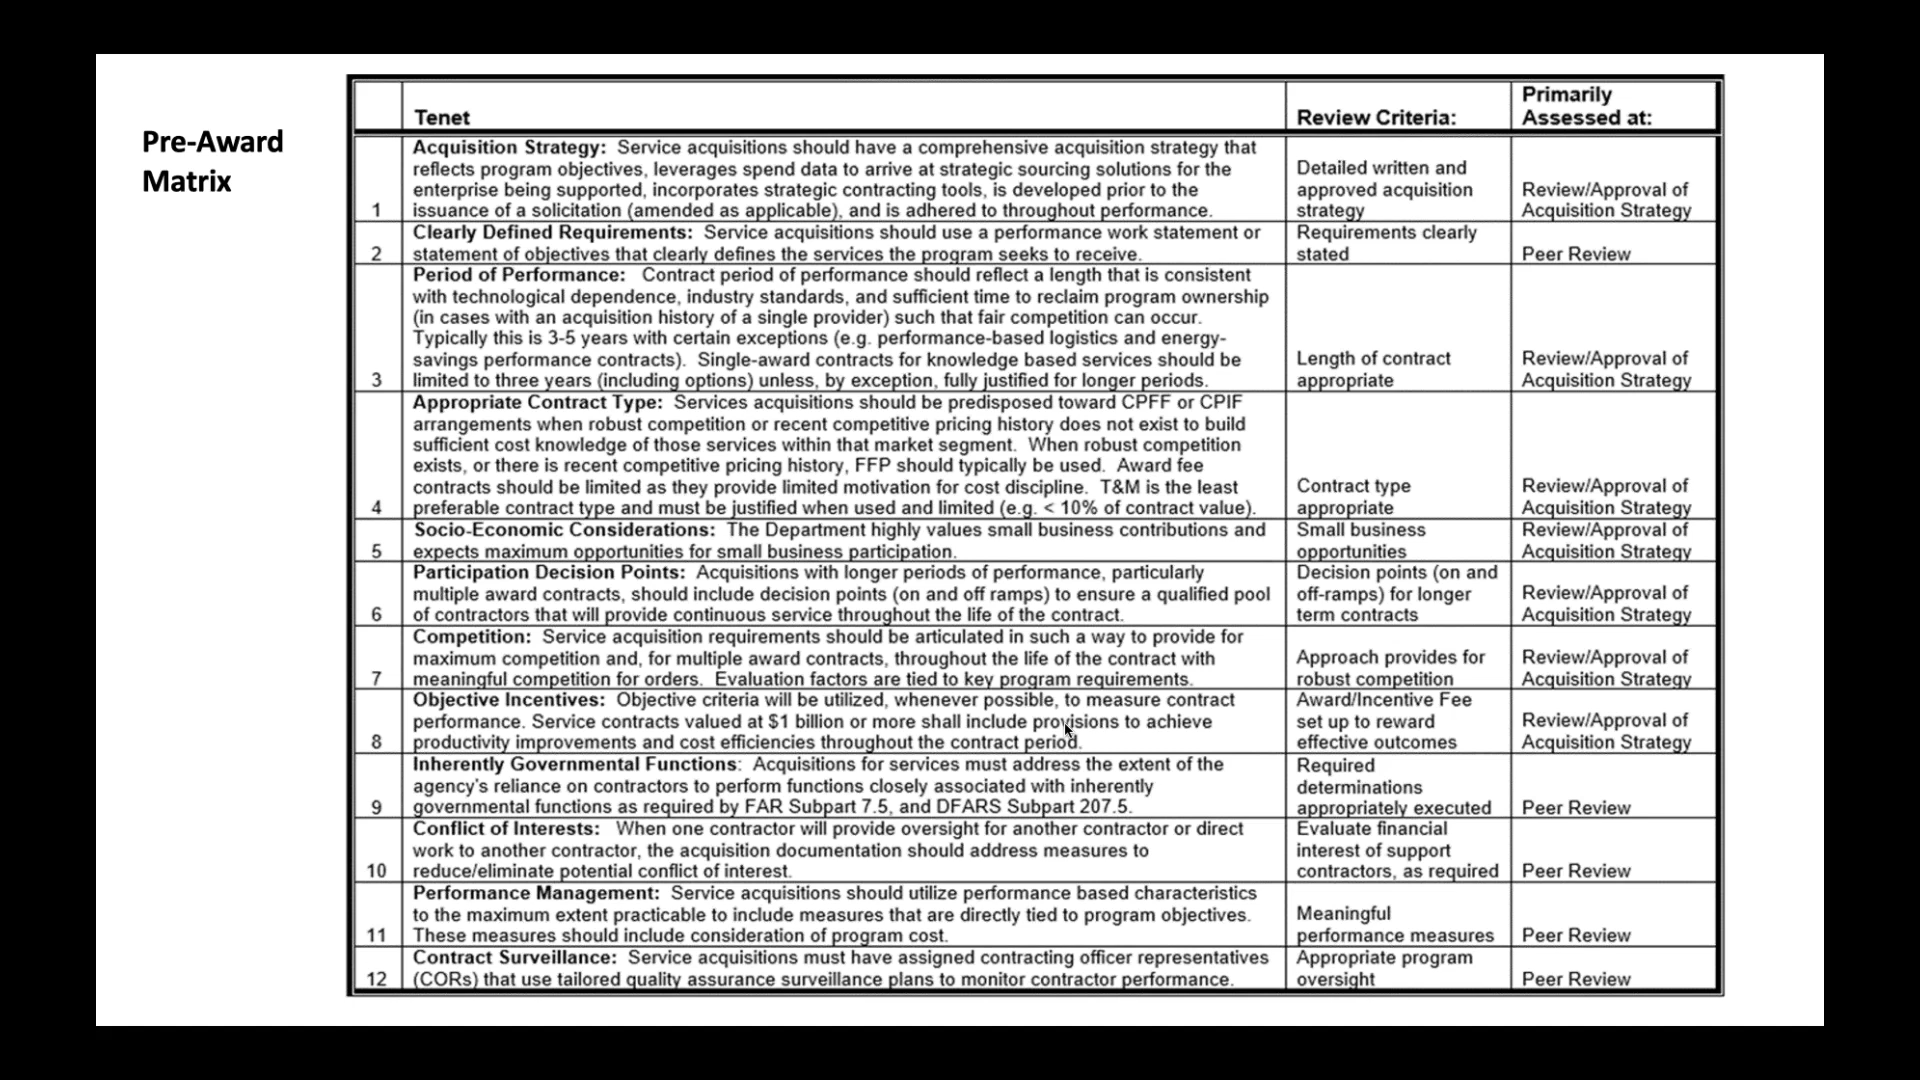 Pre-Award
Matrix
Tenet
Review Criteria:
Primarily
Assessed at:
1
Acquisition Strategy: Service acquisitions should have a comprehensive acquisition strategy that
reflects program objectives, leverages spend data to arrive at strategic sourcing solutions for the
enterprise being supported, incorporates strategic contracting tools, is developed prior to the
issuance of a solicitation (amended as applicable), and is adhered to throughout performance.
Detailed written and
approved acquisition
strategy
Review/Approval of
Acquisition Strategy
2
Clearly Defined Requirements: Service acquisitions should use a performance work statement or
statement of objectives that clearly defines the services the program seeks to receive.
Requirements clearly
stated
Peer Review
3
Period of Performance: Contract period of performance should reflect a length that is consistent
with technological dependence, industry standards, and sufficient time to reclaim program ownership
(in cases with an acquisition history of a single provider) such that fair competition can occur.
Typically this is 3-5 years with certain exceptions (e.g. performance-based logistics and energy-
savings performance contracts). Single-award contracts for knowledge based services should be
limited to three years (including options) unless, by exception, fully justified for longer periods.
Length of contract
appropriate
Review/Approval of
Acquisition Strategy
4
Appropriate Contract Type: Services acquisitions should be predisposed toward CPFF or CPIF
arrangements when robust competition or recent competitive pricing history does not exist to build
sufficient cost knowledge of those services within that market segment. When robust competition
exists, or there is recent competitive pricing history, FFP should typically be used. Award fee
contracts should be limited as they provide limited motivation for cost discipline. T&M is the least
preferable contract type and must be justified when used and limited (e.g. < 10% of contract value).
Contract type
appropriate
Review/Approval of
Acquisition Strategy
5
Socio-Economic Considerations: The Department highly values small business contributions and
expects maximum opportunities for small business participation.
Small business
opportunities
Review/Approval of
Acquisition Strategy
6
Participation Decision Points: Acquisitions with longer periods of performance, particularly
multiple award contracts, should include decision points (on and off ramps) to ensure a qualified pool
of contractors that will provide continuous service throughout the life of the contract.
Decision points (on and
off-ramps) for longer
term contracts
Review/Approval of
Acquisition Strategy
7
Competition: Service acquisition requirements should be articulated in such a way to provide for
maximum competition and, for multiple award contracts, throughout the life of the contract with
meaningful competition for orders. Evaluation factors are tied to key program requirements.
Approach provides for
robust competition
Review/Approval of
Acquisition Strategy
8
Objective Incentives: Objective criteria will be utilized, whenever possible, to measure contract
performance. Service contracts valued at $1 billion or more shall include provisions to achieve
productivity improvements and cost efficiencies throughout the contract period.
Award/Incentive Fee
set up to reward
effective outcomes
Review/Approval of
Acquisition Strategy
9
Inherently Governmental Functions: Acquisitions for services must address the extent of the
agency's reliance on contractors to perform functions closely associated with inherently
governmental functions as required by FAR Subpart 7.5, and DFARS Subpart 207.5.
Required
determinations
appropriately executed
Peer Review
10
Conflict of Interests: When one contractor will provide oversight for another contractor or direct
work to another contractor, the acquisition documentation should address measures to
reduce/eliminate potential conflict of interest.
Evaluate financial
interest of support
contractors, as required
Peer Review
11
Performance Management: Service acquisitions should utilize performance based characteristics
to the maximum extent practicable to include measures that are directly tied to program objectives.
These measures should include consideration of program cost.
Meaningful
performance measures
Peer Review
12
Contract Surveillance: Service acquisitions must have assigned contracting officer representatives
(CORs) that use tailored quality assurance surveillance plans to monitor contractor performance.
Appropriate program
oversight
Peer Review